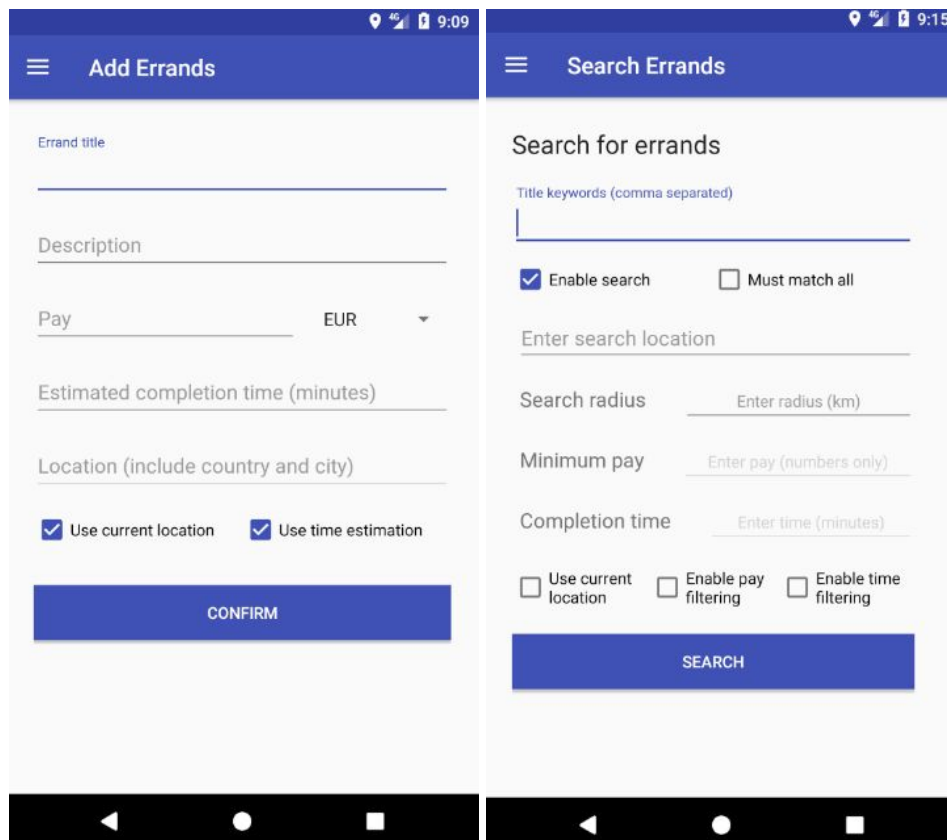 4G 9:09
Add Errands
Errand title
Description
Pay EUR
Estimated completion time (minutes)
Location (include country and city)
Use current location Use time estimation
CONFIRM
4G 9:15
Search Errands
Search for errands
Title keywords (comma separated)
Enable search Must match all
Enter search location
Search radius Enter radius (km)
Minimum pay Enter pay (numbers only)
Completion time Enter time (minutes)
Use current location
Enable pay filtering
Enable time filtering
SEARCH